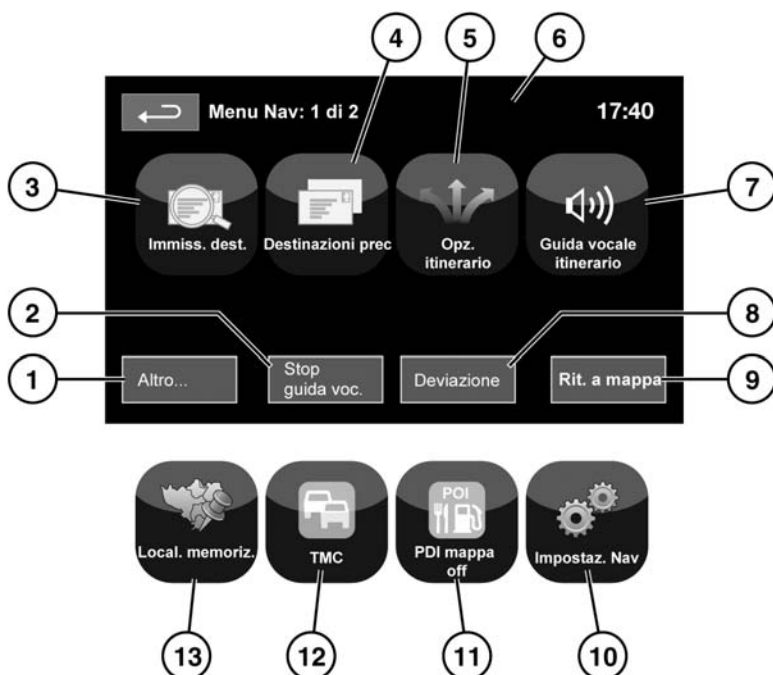 4
5
6
Menu Nav: 1 di 2
17:40
3
Immiss. dest.
Destinazioni prec
Opz.
itinerario
Guida vocale
itinerario
7
2
8
1
Altro...
Stop
guida voc.
Deviazione
Rit. a mappa
9
Local. memoriz.
TMC
POI
PDI mappa
off
Impostaz. Nav
13
12
11
10